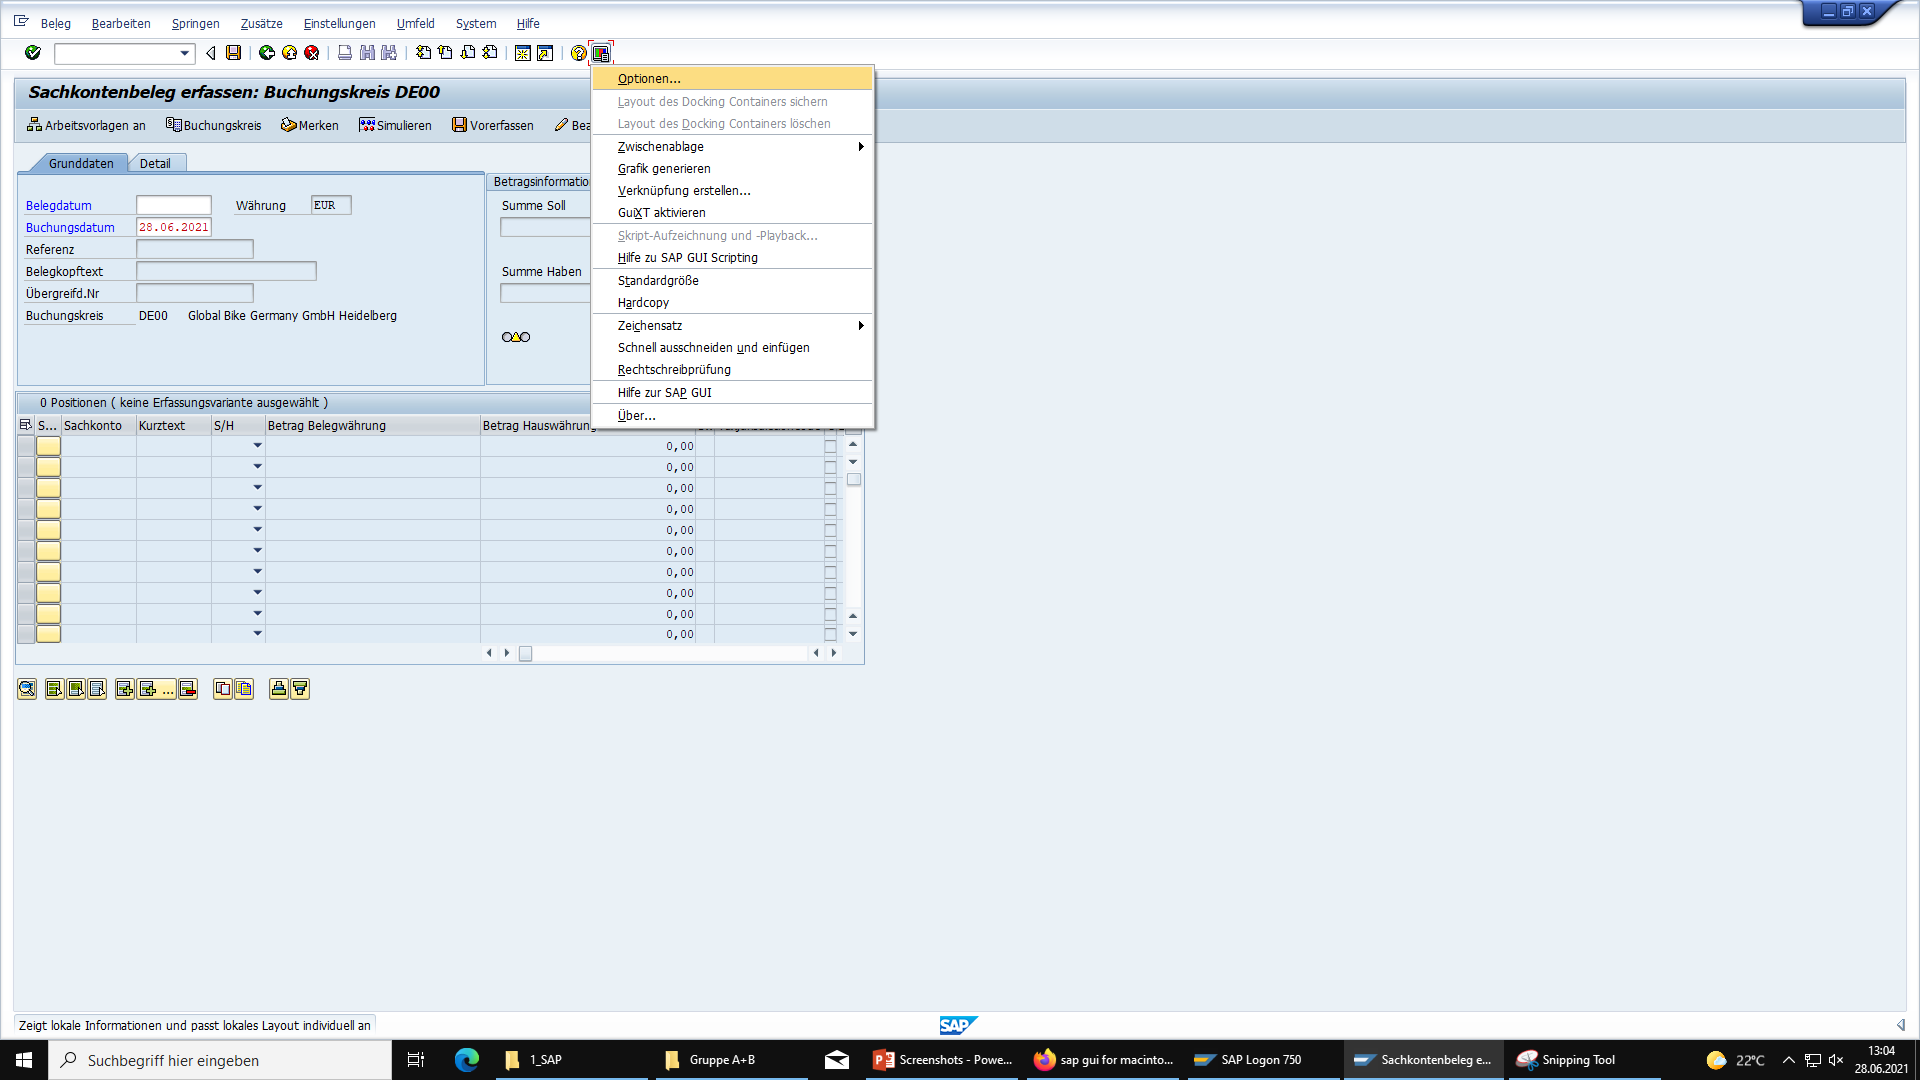 Beleg Bearbeiten Springen Zusätze Einstellungen Umfeld System Hilfe
Sachkontenbeleg erfassen: Buchungskreis DE00
Arbeitsvorlagen an Buchungskreis Merken Simulieren Vorerfassen Bea
Optionen...
Layout des Docking Containers sichern
Layout des Docking Containers löschen
Zwischenablage
Grafik generieren
Verknüpfung erstellen...
GuiXT aktivieren
Skript-Aufzeichnung und -Playback...
Hilfe zu SAP GUI Scripting
Standardgröße
Hardcopy
Zeichensatz
Schnell ausschneiden und einfügen
Rechtschreibprüfung
Hilfe zur SAP GUI
Über...
Grunddaten Detail
Belegdatum Währung EUR
Buchungsdatum 28.06.2021
Referenz
Belegkopftext
Übergreifd.Nr
Buchungskreis DE00 Global Bike Germany GmbH Heidelberg
Betragsinformatio
Summe Soll
Summe Haben
0 Positionen ( keine Erfassungsvariante ausgewählt )
S... Sachkonto Kurztext S/H Betrag Belegwährung Betrag Hauswährung
0,00
0,00
0,00
0,00
0,00
0,00
0,00
0,00
0,00
0,00
...
Zeigt lokale Informationen und passt lokales Layout individuell an
SAP
Suchbegriff hier eingeben
1_SAP
Gruppe A+B
Screenshots - Powe...
sap gui for macinto...
SAP Logon 750
Sachkontenbeleg e...
Snipping Tool
22°C
13:04
28.06.2021